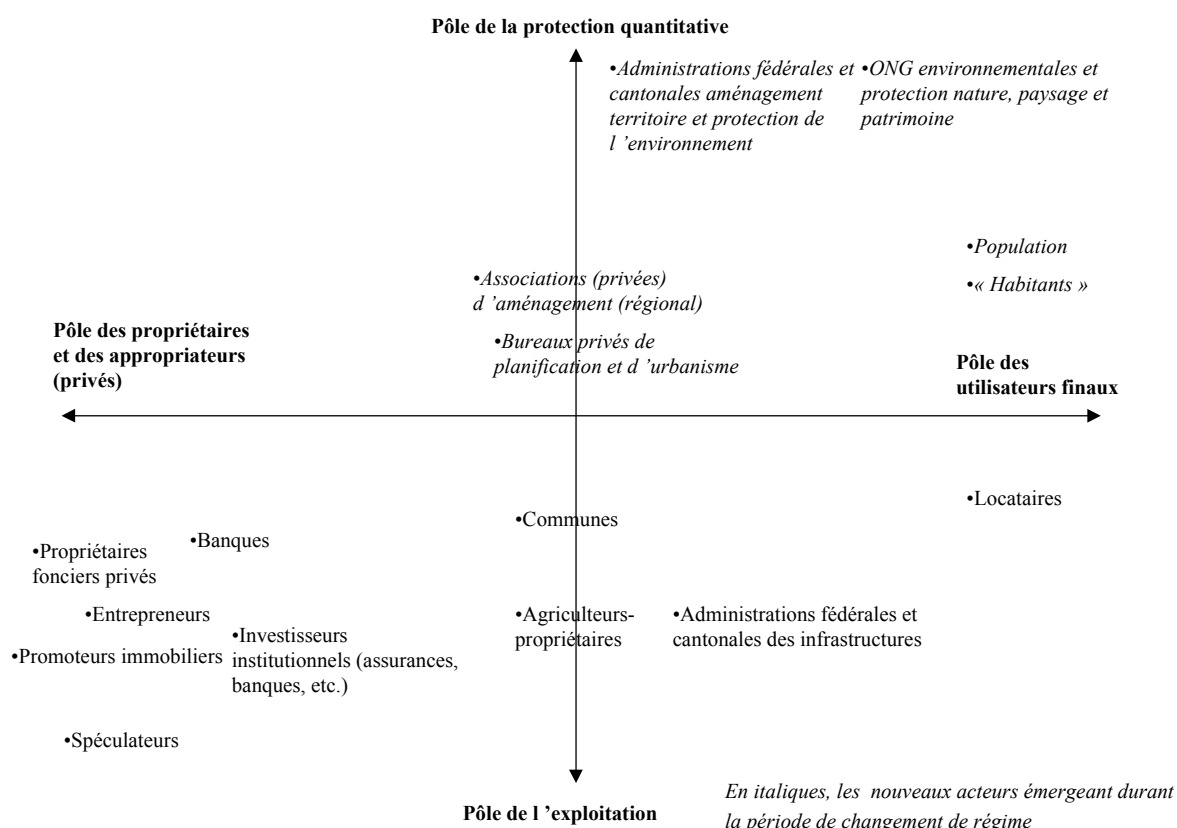 Pôle de la protection quantitative
•Administrations fédérales et
cantonales aménagement
territoire et protection de
l ’environnement
•ONG environnementales et
protection nature, paysage et
patrimoine
•Population
•« Habitants »
•Associations (privées)
d ’aménagement (régional)
•Bureaux privés de
planification et d ’urbanisme
Pôle des propriétaires
et des appropriateurs
(privés)
Pôle des
utilisateurs finaux
•Locataires
•Communes
•Banques
•Propriétaires
fonciers privés
•Entrepreneurs
•Investisseurs
institutionnels (assurances,
banques, etc.)
•Promoteurs immobiliers
•Agriculteurs-
propriétaires
•Administrations fédérales et
cantonales des infrastructures
•Spéculateurs
Pôle de l ’exploitation
En italiques, les nouveaux acteurs émergeant durant
la période de changement de régime